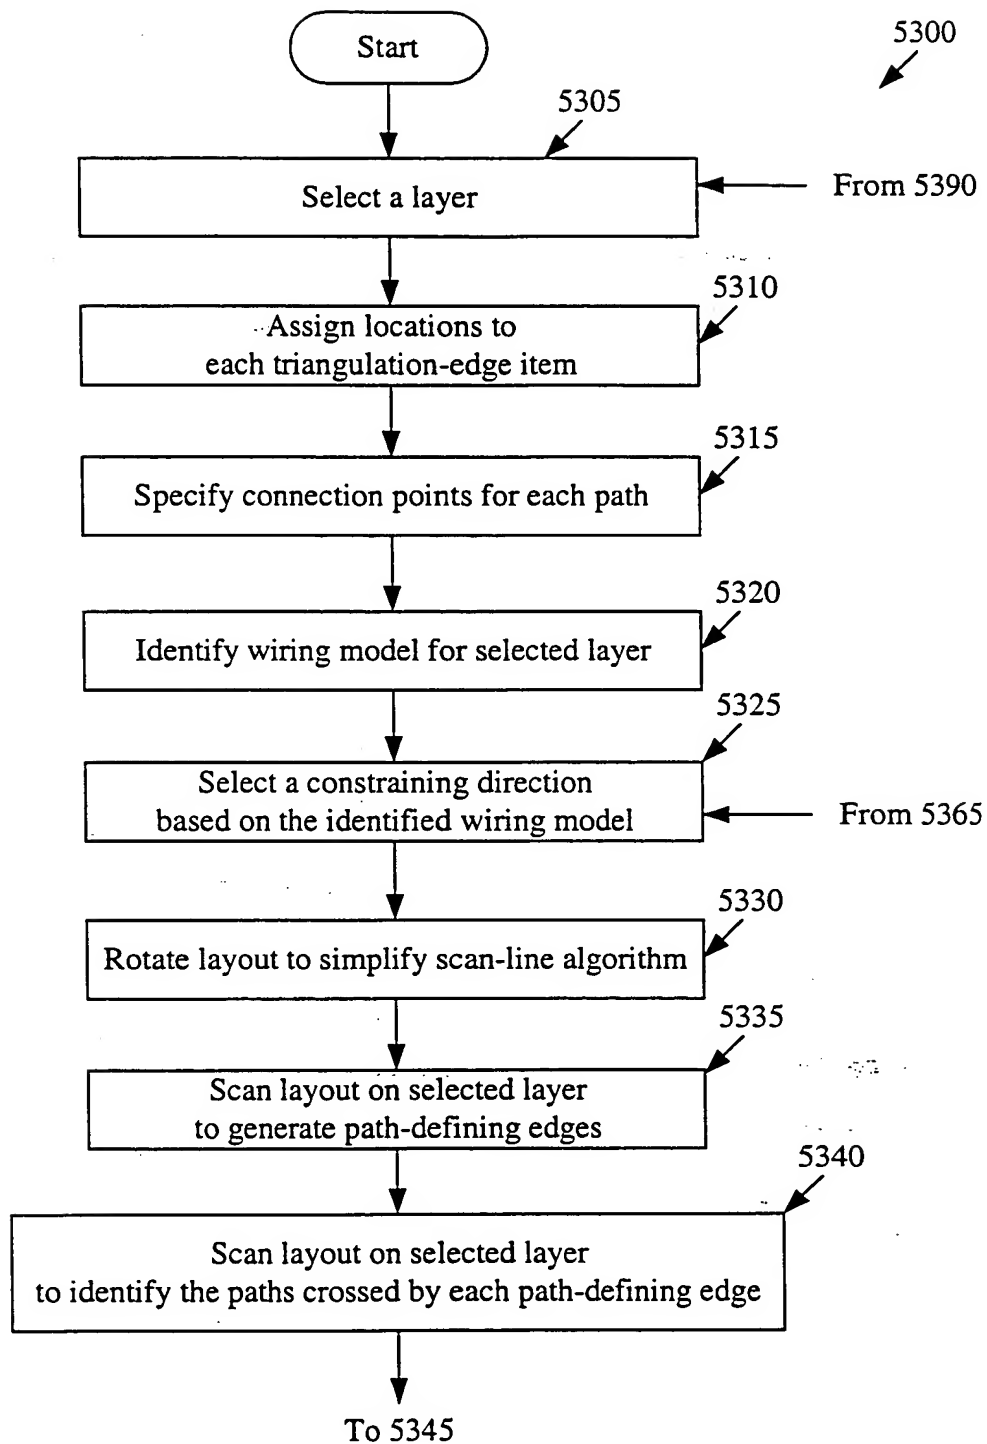 Start
5300
5305
Select a layer
From 5390
5310
Assign locations to
each triangulation-edge item
5315
Specify connection points for each path
5320
Identify wiring model for selected layer
5325
Select a constraining direction
based on the identified wiring model
From 5365
5330
Rotate layout to simplify scan-line algorithm
5335
Scan layout on selected layer
to generate path-defining edges
5340
Scan layout on selected layer
to identify the paths crossed by each path-defining edge
To 5345